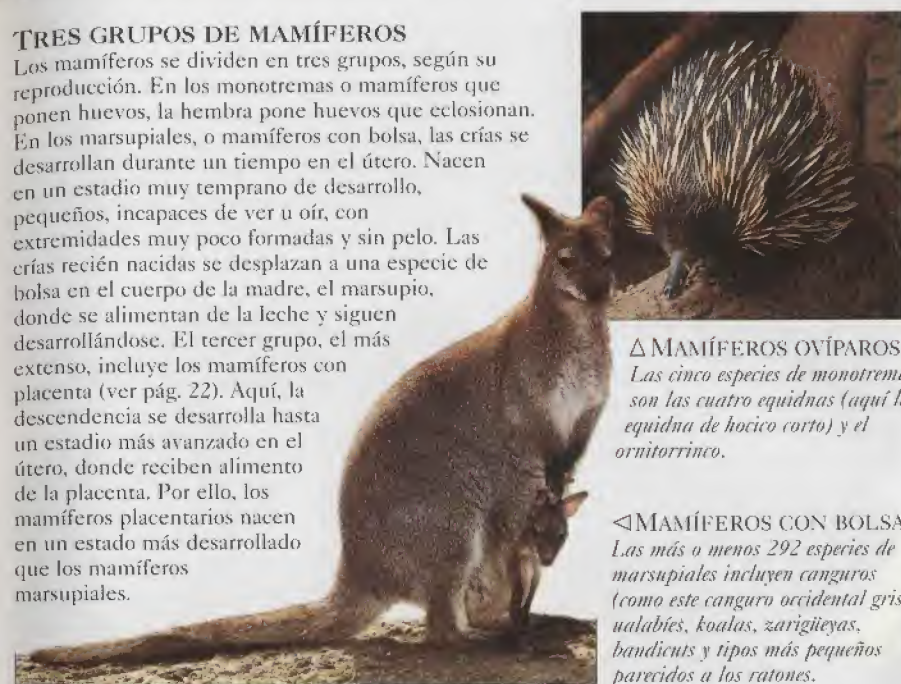 TRES GRUPOS DE MAMÍFEROS
Los mamíferos se dividen en tres grupos, según su
reproducción. En los monotremas o mamíferos que
ponen huevos, la hembra pone huevos que eclosionan.
En los marsupiales, o mamíferos con bolsa, las crías se
desarrollan durante un tiempo en el útero. Nacen
en un estadio muy temprano de desarrollo,
pequeños, incapaces de ver u oír, con
extremidades muy poco formadas y sin pelo. Las
crías recién nacidas se desplazan a una especie de
bolsa en el cuerpo de la madre, el marsupio,
donde se alimentan de la leche y siguen
desarrollándose. El tercer grupo, el más
extenso, incluye los mamíferos con
placenta (ver pág. 22). Aquí, la
descendencia se desarrolla hasta
un estadio más avanzado en el
útero, donde reciben alimento
de la placenta. Por ello, los
mamíferos placentarios nacen
en un estado más desarrollado
que los mamíferos
marsupiales.
△ MAMÍFEROS OVÍPAROS
Las cinco especies de
son las cuatro equidnas (aquí
equidna de hocico corto) y el
ornitorrinco.
◁ MAMÍFEROS CON BOLSA
Las más o menos 292 especies de
marsupiales incluyen canguros
(como este canguro occidental gris
ualabíes, koalas, zarigüeyas,
bandicuts y tipos más pequeños
parecidos a los ratones.